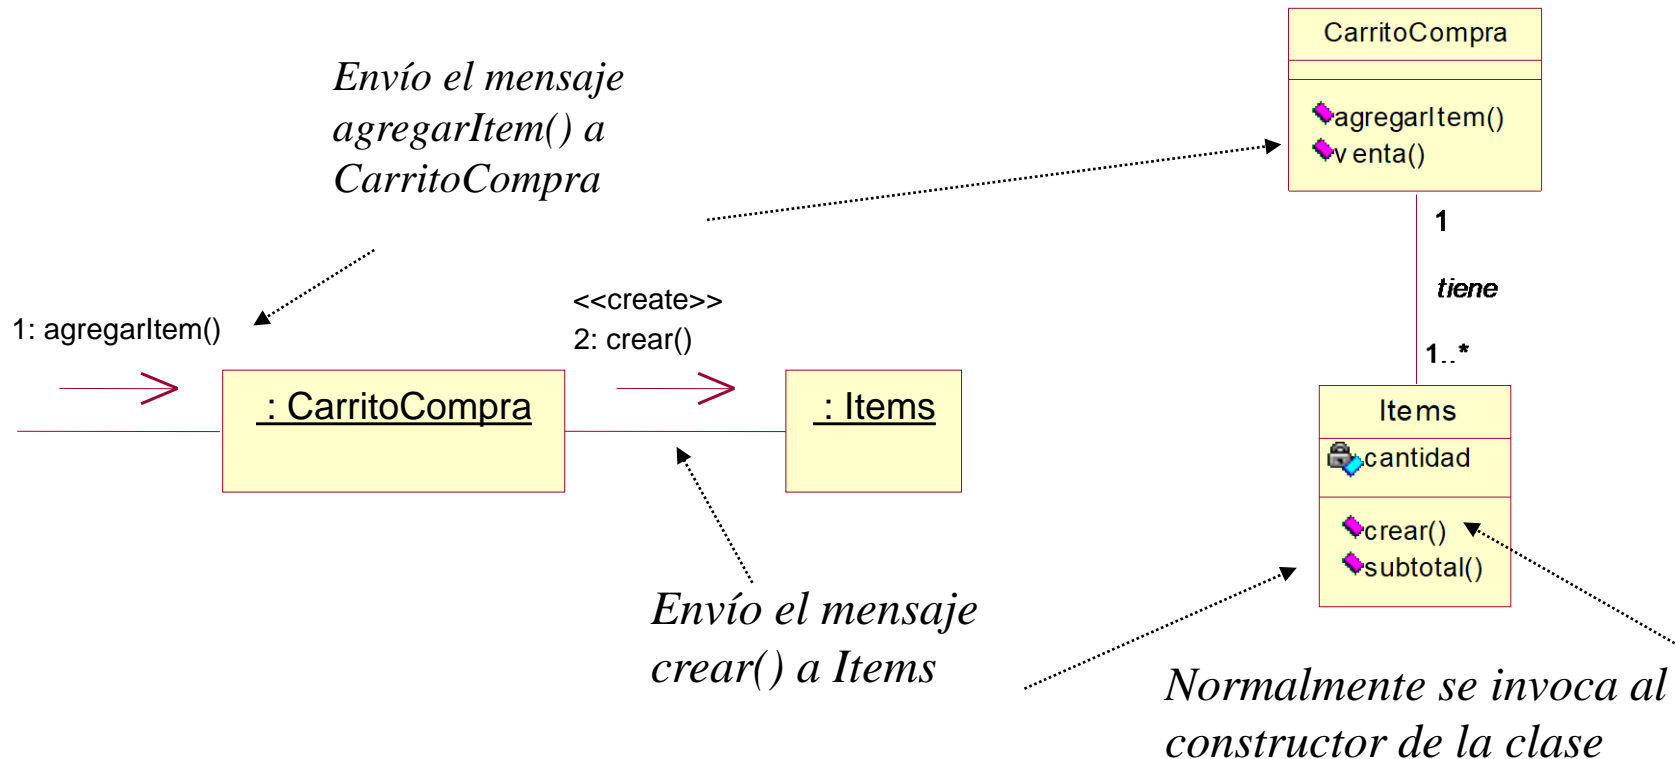 Envío el mensaje
agregarItem() a
CarritoCompra
1: agregarItem()
<<create>>
2: crear()
: CarritoCompra
: Items
Envío el mensaje
crear() a Items
CarritoCompra
agregarItem()
venta()
1
tiene
1..*
Items
cantidad
crear()
subtotal()
Normalmente se invoca al
constructor de la clase